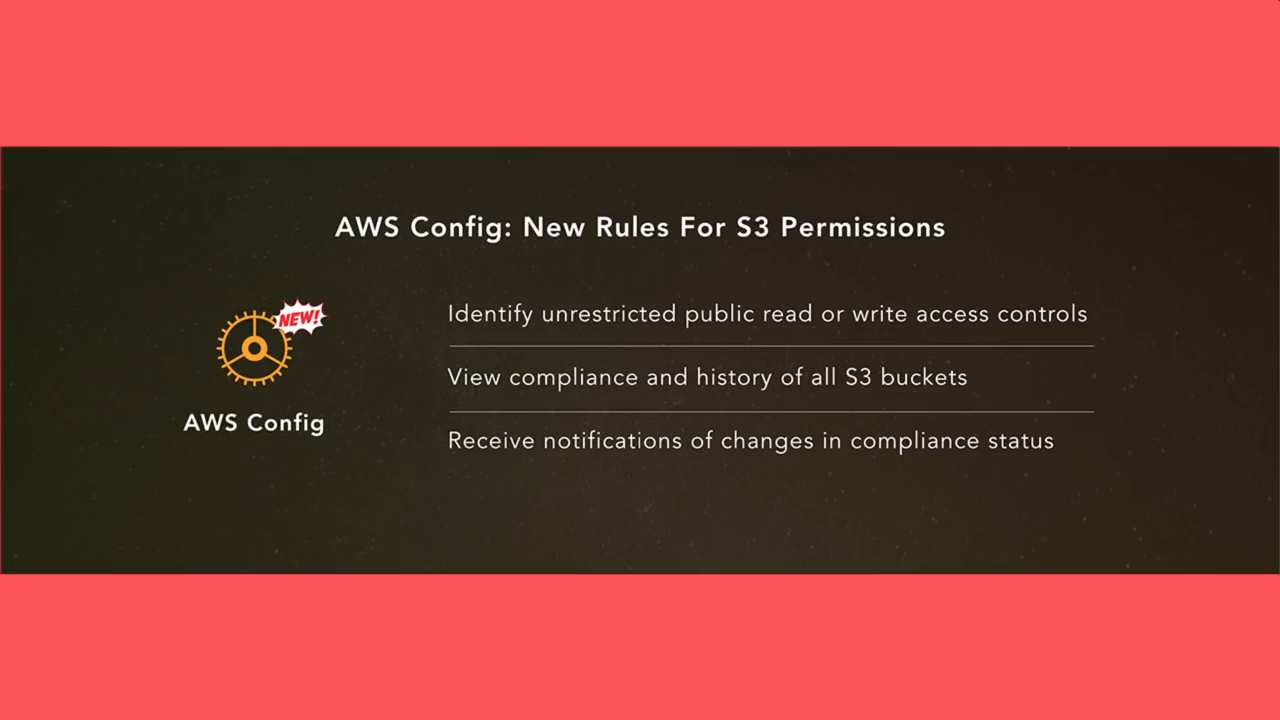 AWS Config: New Rules For S3 Permissions
NEW!
AWS Config
Identify unrestricted public read or write access controls
View compliance and history of all S3 buckets
Receive notifications of changes in compliance status